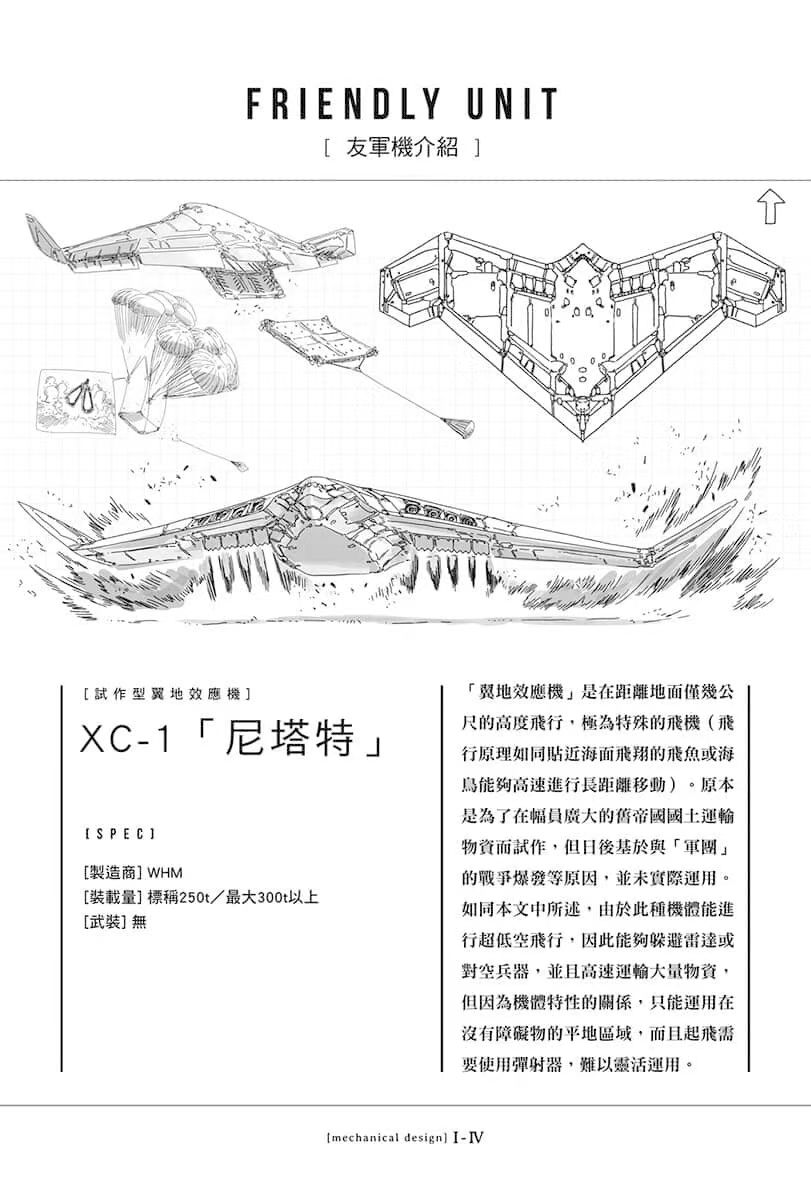 FRIENDLY UNIT
[ 友軍機介紹 ]
[試作型翼地效應機]
XC-1「尼塔特」
[SPEC]
[製造商] WHM
[裝載量] 標稱250t／最大300t以上
[武裝] 無
「翼地效應機」是在距離地面僅幾公
尺的高度飛行，極為特殊的飛機（飛
行原理如同貼近海面飛翔的飛魚或海
鳥能夠高速進行長距離移動）。原本
是為了在幅員廣大的舊帝國國土運輸
物資而試作，但日後基於與「軍團」
的戰爭爆發等原因，並未實際運用。
如同本文中所述，由於此種機體能進
行超低空飛行，因此能夠躲避雷達或
對空兵器，並且高速運輸大量物資，
但因為機體特性的關係，只能運用在
沒有障礙物的平地區域，而且起飛需
要使用彈射器，難以靈活運用。
[mechanical design] I-IV